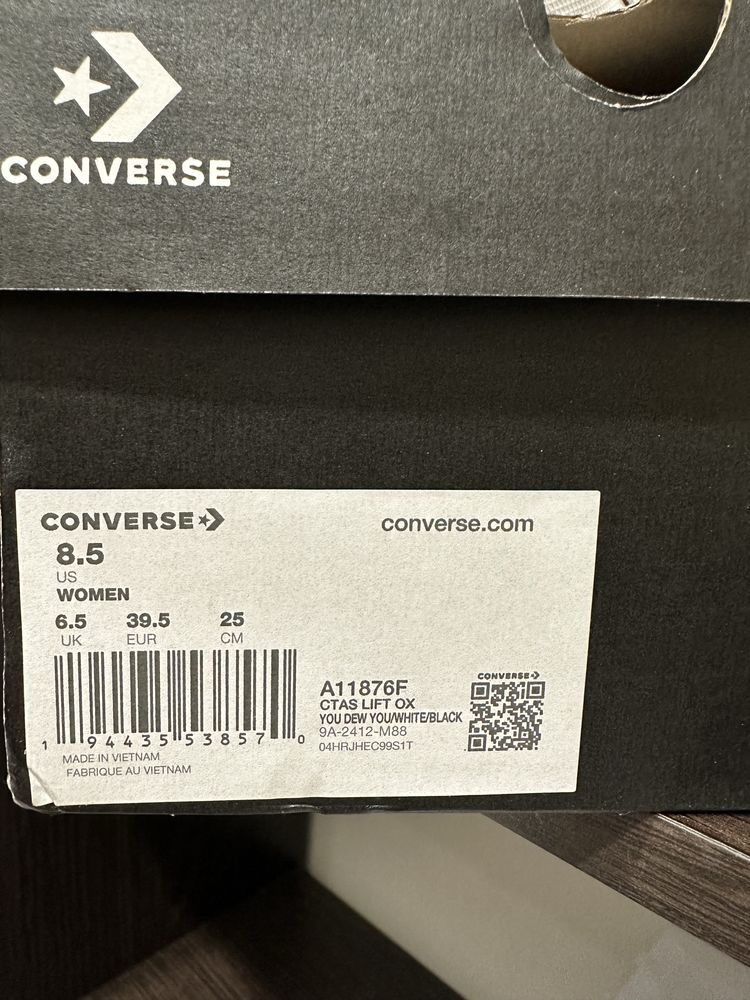 CONVERSE
CONVERSE converse.com
8.5
US
WOMEN
6.5 39.5 25
UK EUR CM
A11876F
CTAS LIFT OX
YOU DEW YOU/WHITE/BLACK
9A-2412-M88
04HRJHEC99S1T
CONVERSE
1 94435 53857 0
MADE IN VIETNAM
FABRIQUE AU VIETNAM